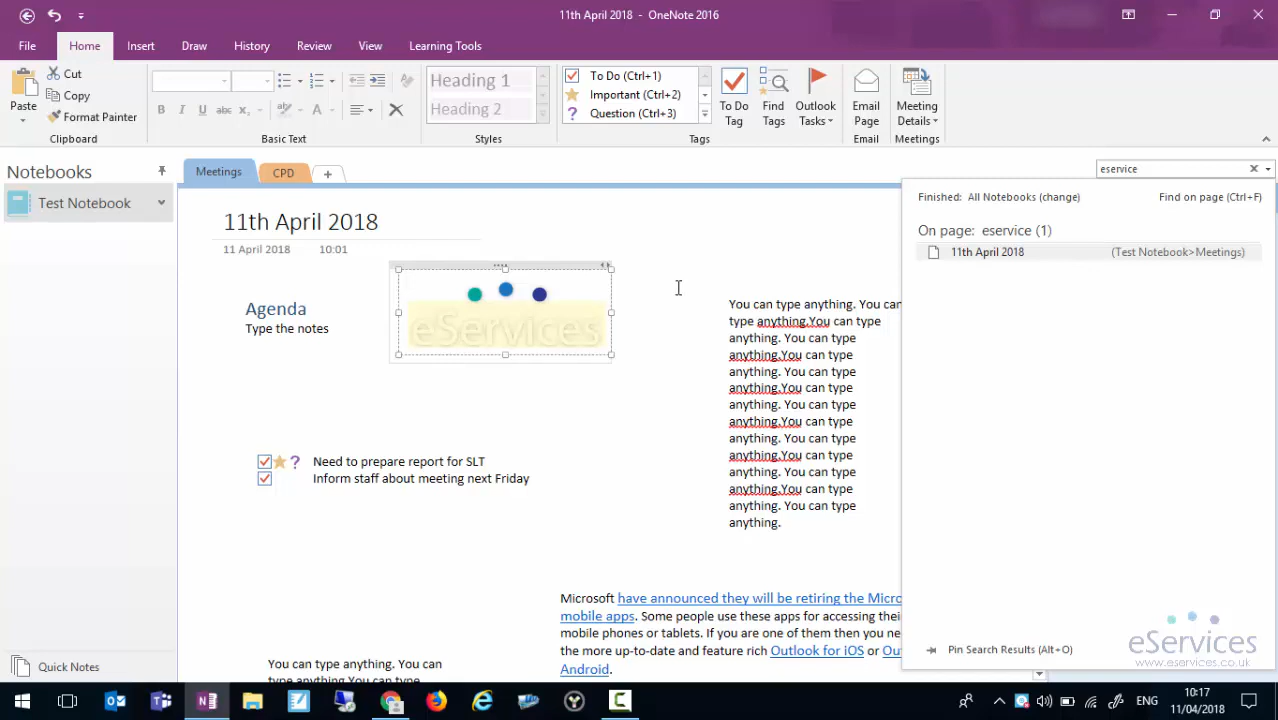 11th April 2018 - OneNote 2016
File Home Insert Draw History Review View Learning Tools
Paste
Cut
Copy
Format Painter
Clipboard
B I U abc
Basic Text
Heading 1
Heading 2
Styles
To Do (Ctrl+1)
Important (Ctrl+2)
Question (Ctrl+3)
To Do
Tag
Find
Tags
Outlook
Tasks
Tags
Email
Page
Email
Meeting
Details
Meetings
Notebooks
Test Notebook
Meetings CPD +
eservice
Finished: All Notebooks (change) Find on page (Ctrl+F)
On page: eservice (1)
11th April 2018 (Test Notebook>Meetings)
Pin Search Results (Alt+O)
11th April 2018
11 April 2018 10:01
Agenda
Type the notes
eServices
Need to prepare report for SLT
Inform staff about meeting next Friday
You can type anything. You can
type anything.You can type
anything. You can type
anything.You can type
anything. You can type
anything.You can type
anything. You can type
anything.You can type
anything. You can type
anything.You can type
anything. You can type
anything.You can type
anything. You can type
anything.
Microsoft have announced they will be retiring the Micro
mobile apps. Some people use these apps for accessing their
mobile phones or tablets. If you are one of them then you nee
the more up-to-date and feature rich Outlook for iOS or Ou
Android.
You can type anything. You can
type anything.You can type
Quick Notes
eServices
www.eservices.co.uk
ENG
10:17
11/04/2018